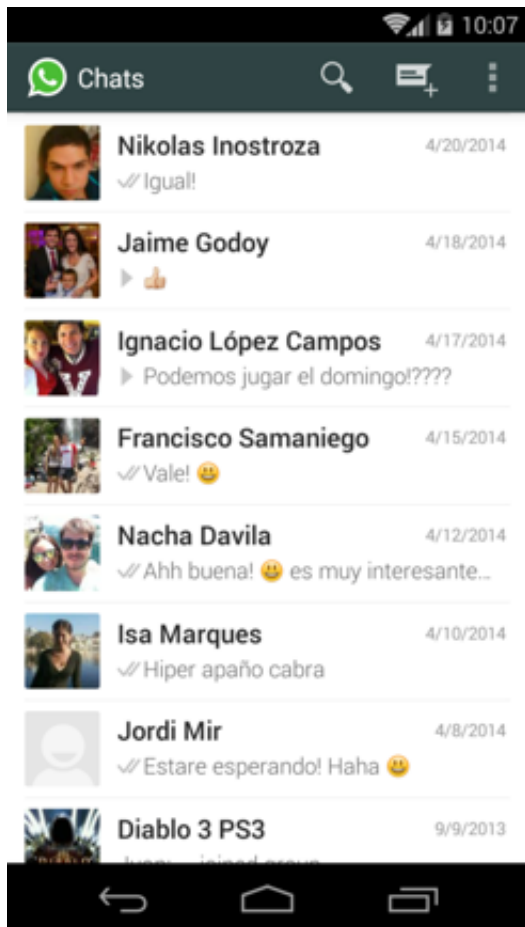 10:07
Chats
Nikolas Inostroza 4/20/2014
Igual!
Jaime Godoy 4/18/2014
Ignacio López Campos 4/17/2014
Podemos jugar el domingo!????
Francisco Samaniego 4/15/2014
Vale! 😃
Nacha Davila 4/12/2014
Ahh buena! 😃 es muy interesante...
Isa Marques 4/10/2014
Hiper apaño cabra
Jordi Mir 4/8/2014
Estare esperando! Haha 😃
Diablo 3 PS3 9/9/2013